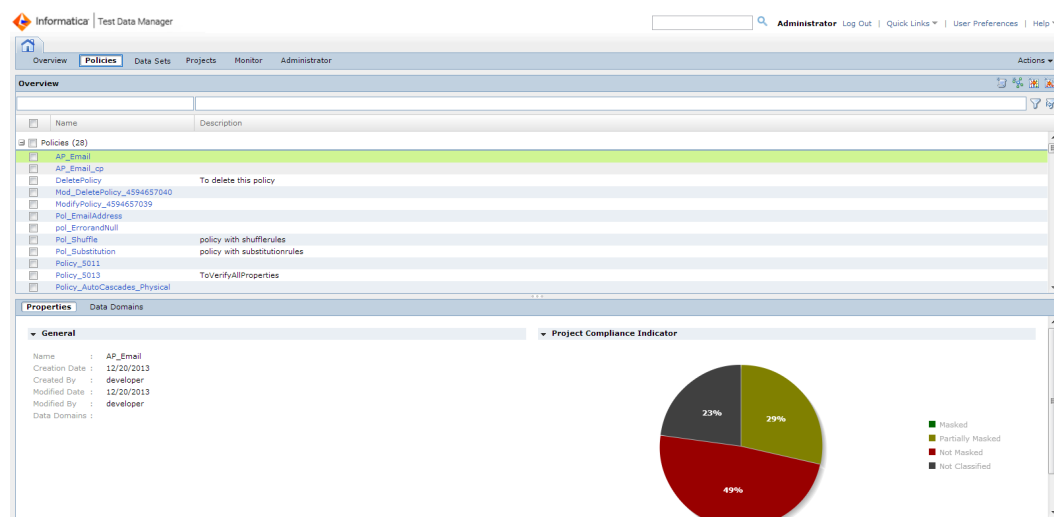 Informatica Test Data Manager
Administrator Log Out | Quick Links | User Preferences | Help
Overview Policies Data Sets Projects Monitor Administrator Actions
Overview
Name Description
Policies (28)
AP_Email
AP_Email_cp
DeletePolicy To delete this policy
Mod_DeletePolicy_4594657040
ModifyPolicy_4594657039
Pol_EmailAddress
pol_ErrorandNull
Pol_Shuffle policy with shufflerules
Pol_Substitution policy with substitutionrules
Policy_5011
Policy_5013 ToVerifyAllProperties
Policy_AutoCascades_Physical
Properties Data Domains
General
Name : AP_Email
Creation Date : 12/20/2013
Created By : developer
Modified Date : 12/20/2013
Modified By : developer
Data Domains :
Project Compliance Indicator
23%
29%
49%
Masked
Partially Masked
Not Masked
Not Classified